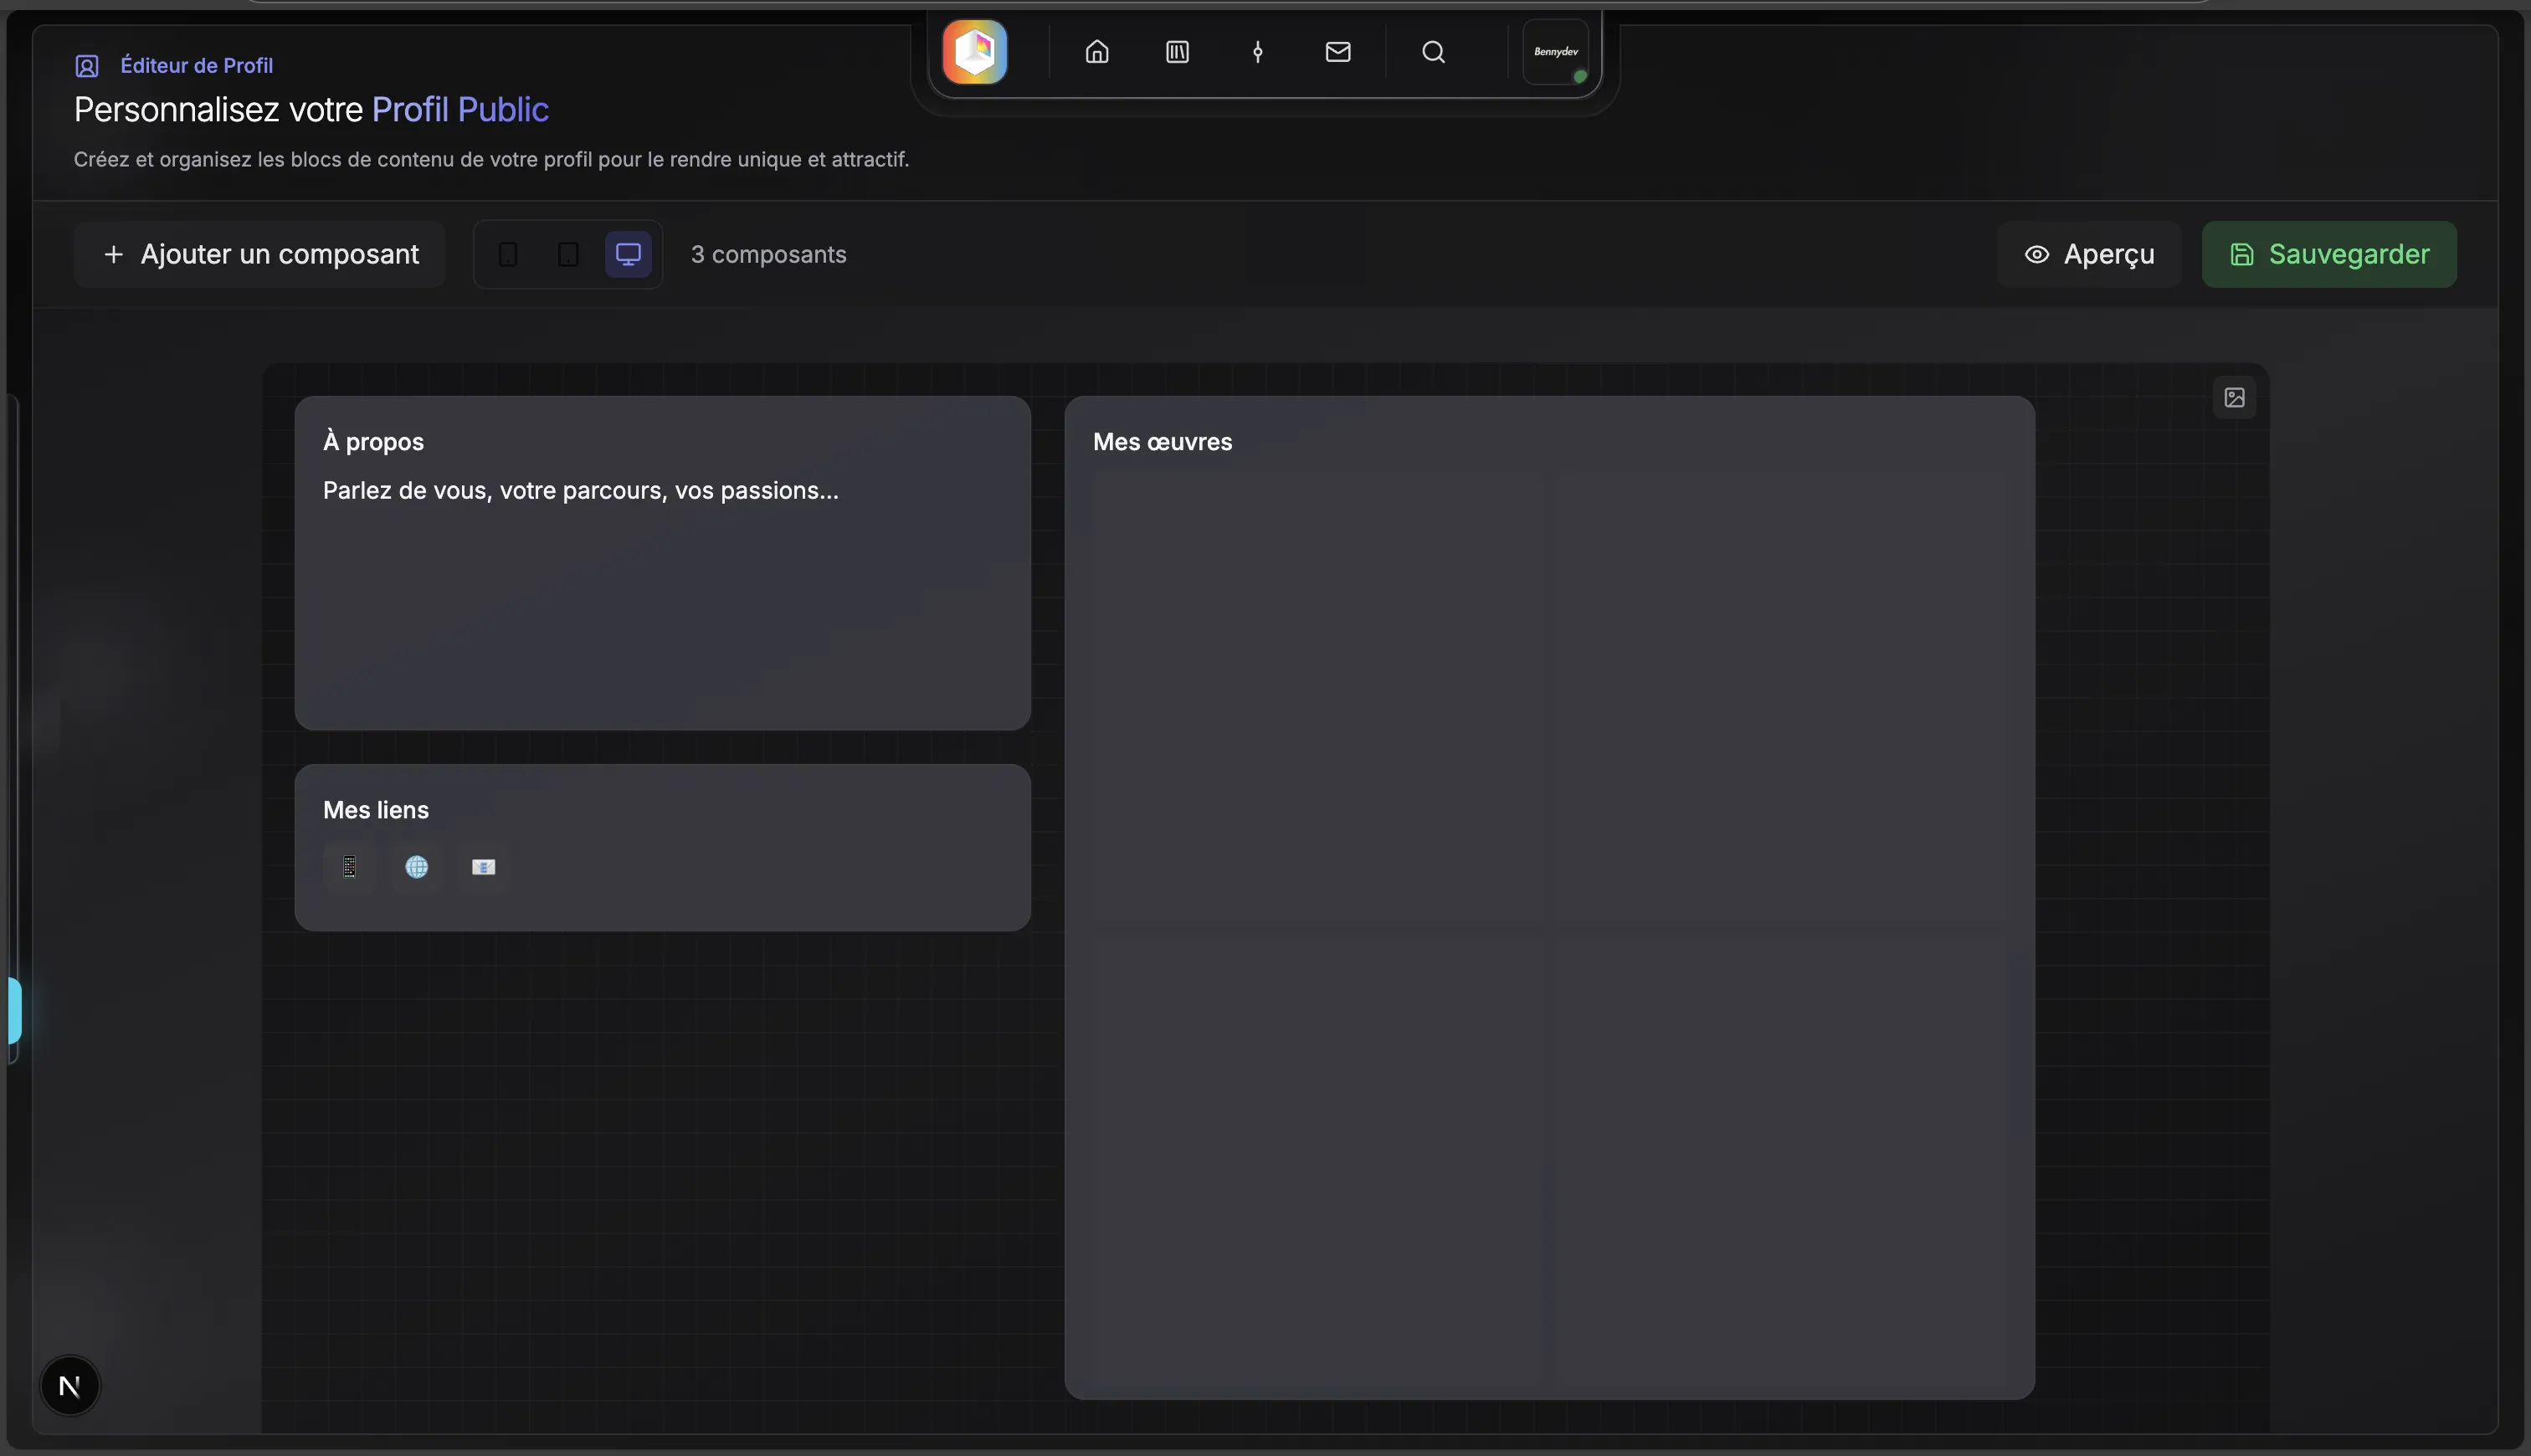 Éditeur de Profil
Personnalisez votre Profil Public
Créez et organisez les blocs de contenu de votre profil pour le rendre unique et attractif.
Bennydev
Ajouter un composant
3 composants
Aperçu
Sauvegarder
À propos
Parlez de vous, votre parcours, vos passions...
Mes liens
Mes œuvres
N